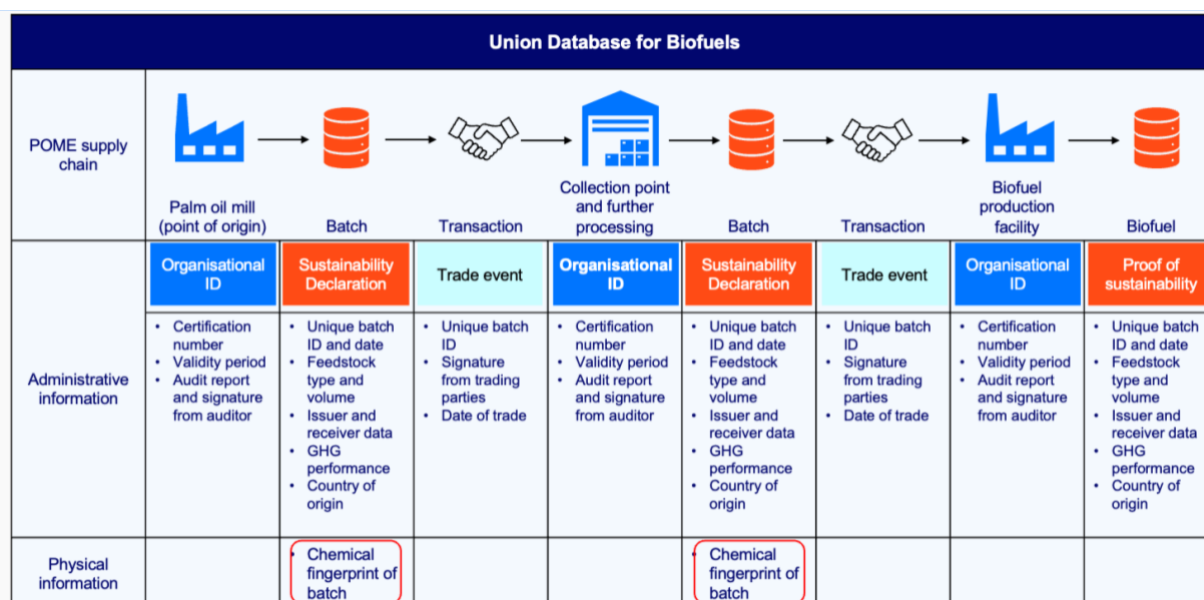 Union Database for Biofuels
POME supply
chain
Palm oil mill
(point of origin)
Batch
Transaction
Collection point
and further
processing
Batch
Transaction
Biofuel
production
facility
Biofuel
Administrative
information
Organisational
ID
• Certification
number
• Validity period
• Audit report
and signature
from auditor
Sustainability
Declaration
• Unique batch
ID and date
• Feedstock
type and
volume
• Issuer and
receiver data
• GHG
performance
• Country of
origin
Trade event
• Unique batch
ID
• Signature
from trading
parties
• Date of trade
Organisational
ID
• Certification
number
• Validity period
• Audit report
and signature
from auditor
Sustainability
Declaration
• Unique batch
ID and date
• Feedstock
type and
volume
• Issuer and
receiver data
• GHG
performance
• Country of
origin
Trade event
• Unique batch
ID
• Signature
from trading
parties
• Date of trade
Organisational
ID
• Certification
number
• Validity period
• Audit report
and signature
from auditor
Proof of
sustainability
• Unique batch
ID and date
• Feedstock
type and
volume
• Issuer and
receiver data
• GHG
performance
• Country of
origin
Physical
information
• Chemical
fingerprint of
batch
• Chemical
fingerprint of
batch